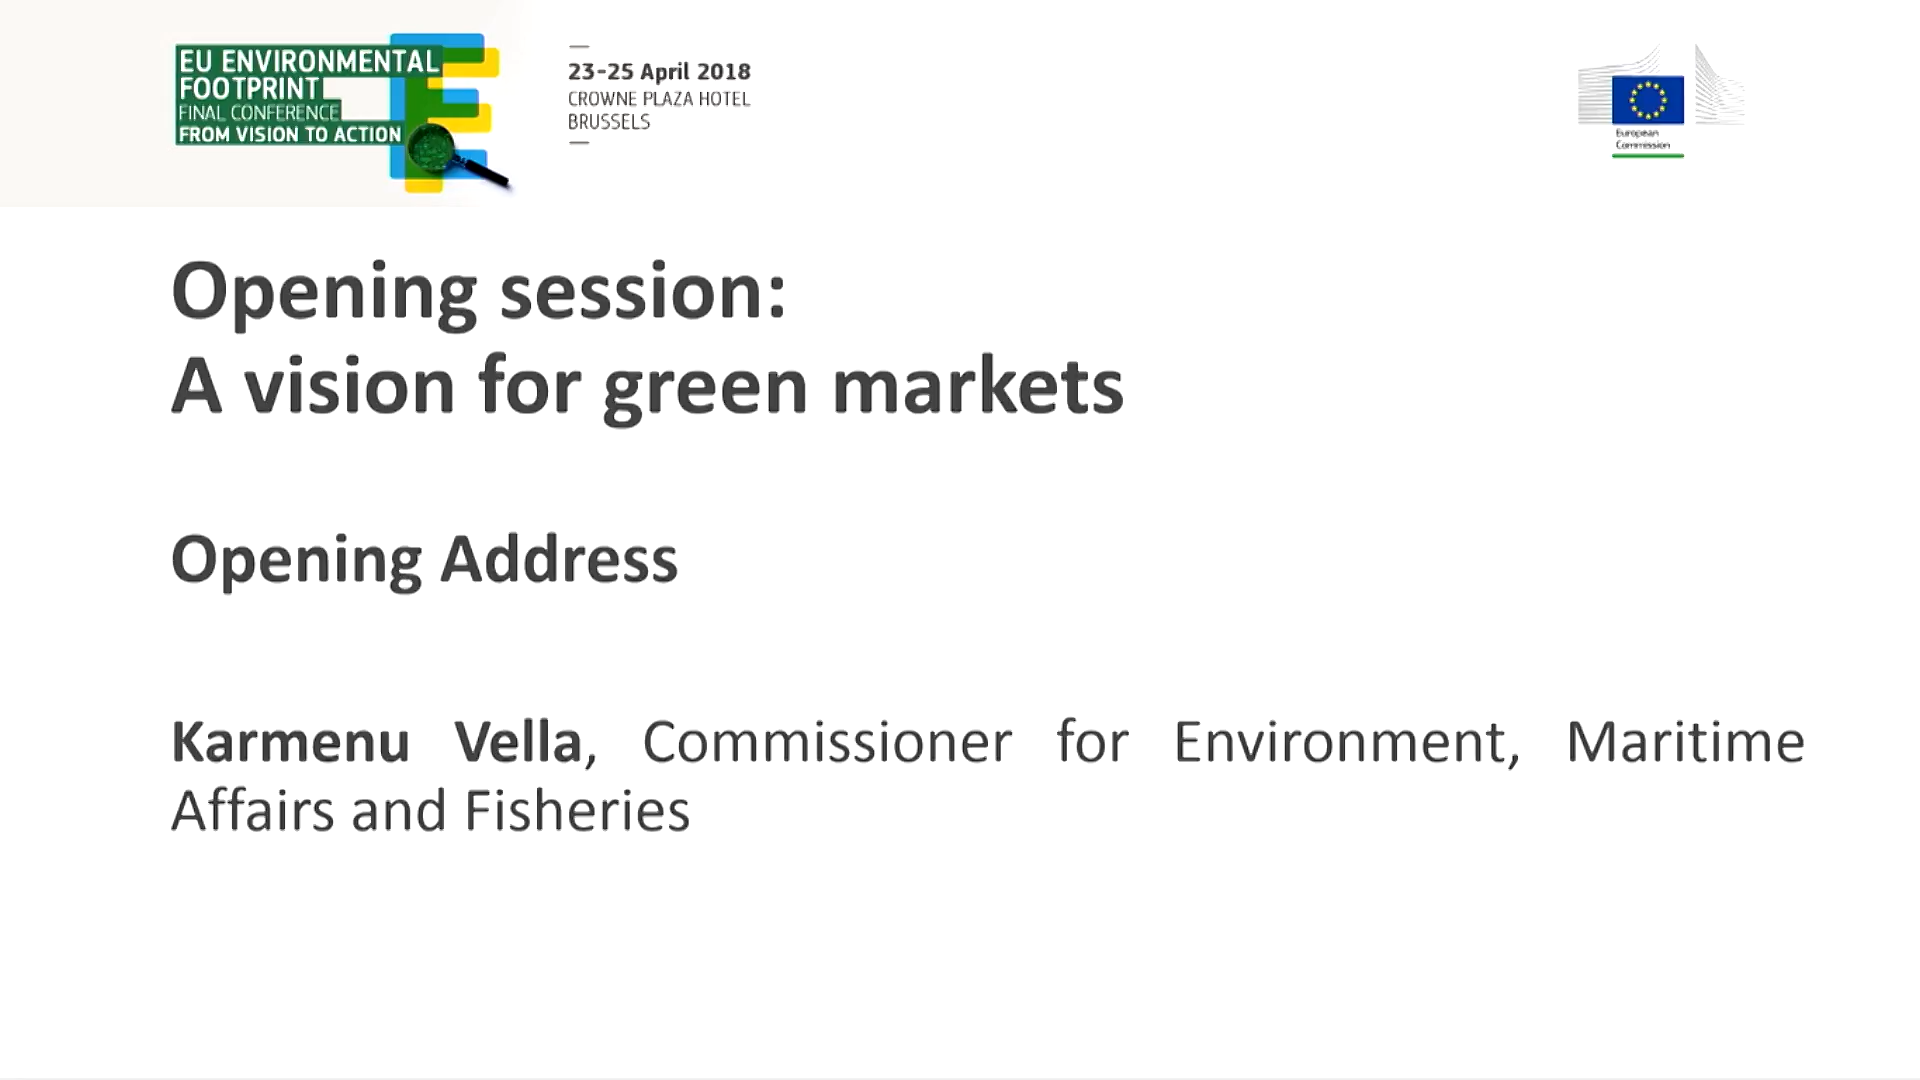 EU ENVIRONMENTAL
FOOTPRINT
FINAL CONFERENCE
FROM VISION TO ACTION
23-25 April 2018
CROWNE PLAZA HOTEL
BRUSSELS
European
Commission
Opening session:
A vision for green markets
Opening Address
Karmenu Vella, Commissioner for Environment, Maritime
Affairs and Fisheries